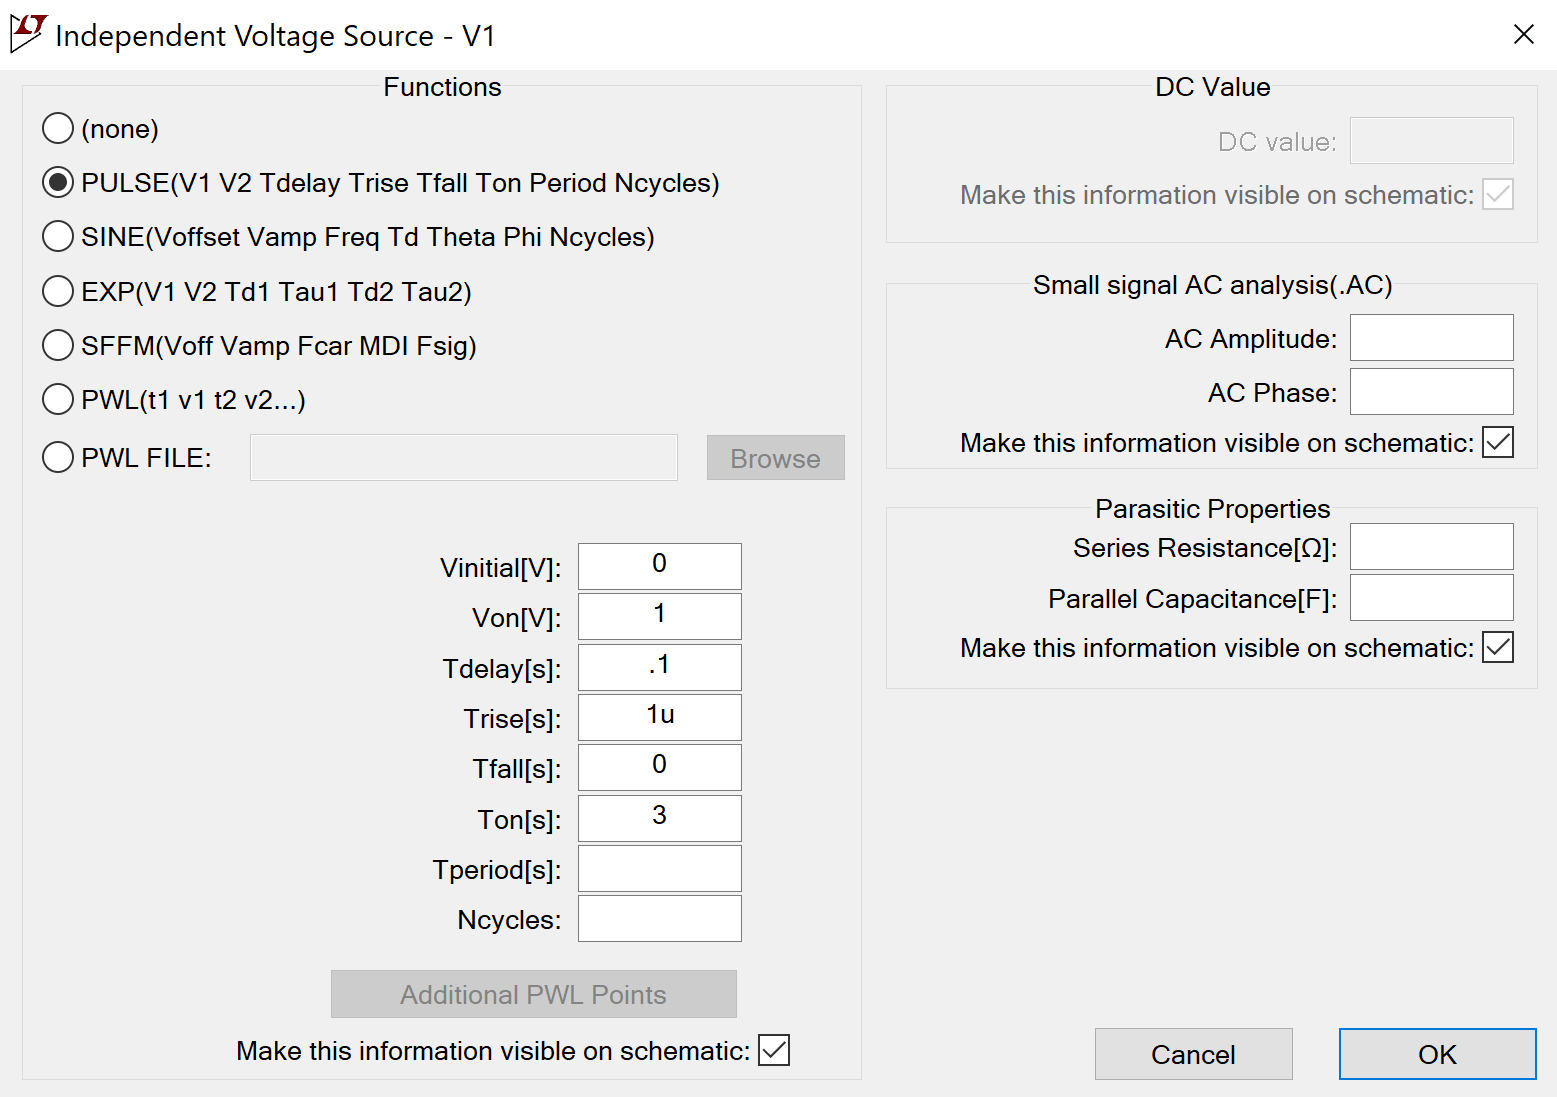 Independent Voltage Source - V1
Functions
(none)
PULSE(V1 V2 Tdelay Trise Tfall Ton Period Ncycles)
SINE(Voffset Vamp Freq Td Theta Phi Ncycles)
EXP(V1 V2 Td1 Tau1 Td2 Tau2)
SFFM(Voff Vamp Fcar MDI Fsig)
PWL(t1 v1 t2 v2...)
PWL FILE: Browse
Vinitial[V]: 0
Von[V]: 1
Tdelay[s]: .1
Trise[s]: 1u
Tfall[s]: 0
Ton[s]: 3
Tperiod[s]:
Ncycles:
Additional PWL Points
Make this information visible on schematic:
DC Value
DC value:
Make this information visible on schematic:
Small signal AC analysis(.AC)
AC Amplitude:
AC Phase:
Make this information visible on schematic:
Parasitic Properties
Series Resistance[Ω]:
Parallel Capacitance[F]:
Make this information visible on schematic:
Cancel OK